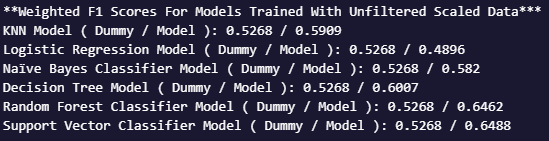 **Weighted F1 Scores For Models Trained With Unfiltered Scaled Data***
KNN Model ( Dummy / Model ): 0.5268 / 0.5909
Logistic Regression Model ( Dummy / Model ): 0.5268 / 0.4896
Naïve Bayes Classifier Model ( Dummy / Model ): 0.5268 / 0.582
Decision Tree Model ( Dummy / Model ): 0.5268 / 0.6007
Random Forest Classifier Model ( Dummy / Model ): 0.5268 / 0.6462
Support Vector Classifier Model ( Dummy / Model ): 0.5268 / 0.6488